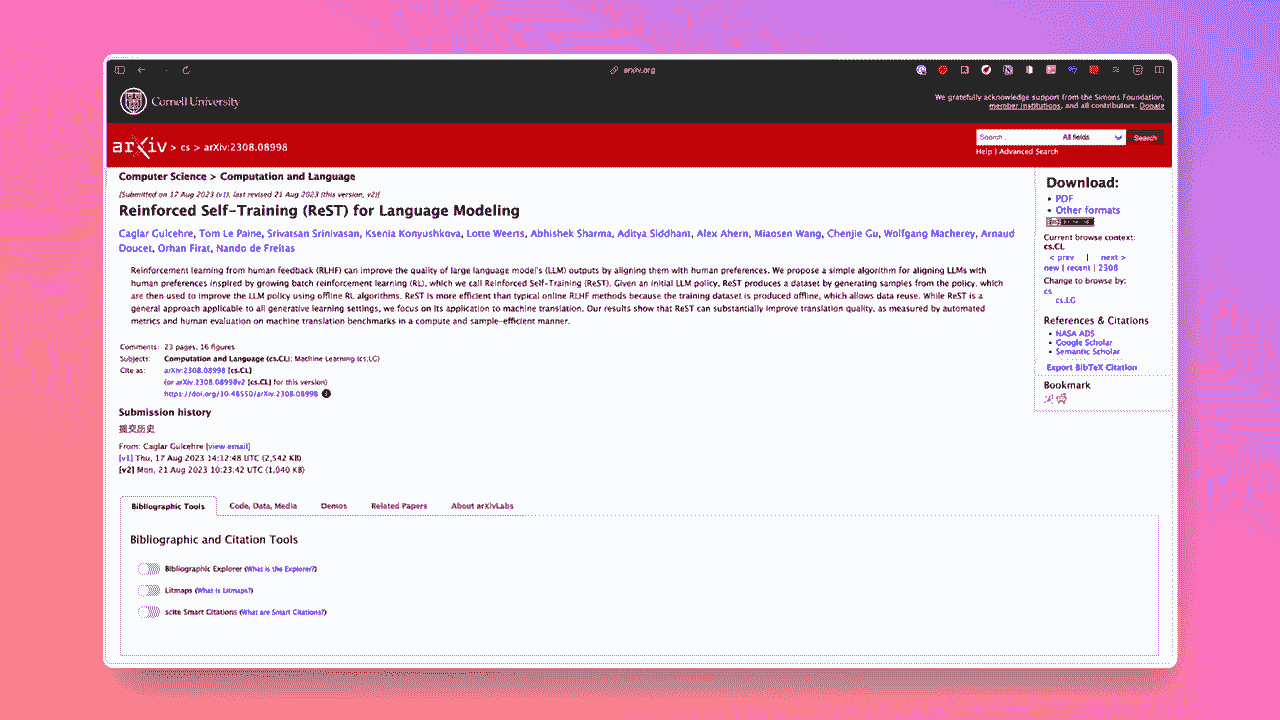 arxiv.org
Cornell University
We gratefully acknowledge support from the Simons Foundation,
member institutions, and all contributors. Donate
arXiv > cs > arXiv:2308.08998
Search...
All fields
Search
Help | Advanced Search
Computer Science > Computation and Language
[Submitted on 17 Aug 2023 (v1), last revised 21 Aug 2023 (this version, v2)]
Reinforced Self-Training (ReST) for Language Modeling
Caglar Gulcehre, Tom Le Paine, Srivatsan Srinivasan, Ksenia Konyushkova, Lotte Weerts, Abhishek Sharma, Aditya Siddhant, Alex Ahern, Miaosen Wang, Chenjie Gu, Wolfgang Macherey, Arnaud
Doucet, Orhan Firat, Nando de Freitas
Reinforcement learning from human feedback (RLHF) can improve the quality of large language model's (LLM) outputs by aligning them with human preferences. We propose a simple algorithm for aligning LLMs with
human preferences inspired by growing batch reinforcement learning (RL), which we call Reinforced Self-Training (ReST). Given an initial LLM policy, ReST produces a dataset by generating samples from the policy, which
are then used to improve the LLM policy using offline RL algorithms. ReST is more efficient than typical online RLHF methods because the training dataset is produced offline, which allows data reuse. While ReST is a
general approach applicable to all generative learning settings, we focus on its application to machine translation. Our results show that ReST can substantially improve translation quality, as measured by automated
metrics and human evaluation on machine translation benchmarks in a compute and sample-efficient manner.
Comments: 23 pages, 16 figures
Subjects: Computation and Language (cs.CL); Machine Learning (cs.LG)
Cite as: arXiv:2308.08998 [cs.CL]
(or arXiv:2308.08998v2 [cs.CL] for this version)
https://doi.org/10.48550/arXiv.2308.08998
Submission history
提交历史
From: Caglar Gulcehre [view email]
[v1] Thu, 17 Aug 2023 14:12:48 UTC (2,542 KB)
[v2] Mon, 21 Aug 2023 10:23:42 UTC (1,040 KB)
Download:
PDF
Other formats
Current browse context:
cs.CL
< prev | next >
new | recent | 2308
Change to browse by:
cs
cs.LG
References & Citations
NASA ADS
Google Scholar
Semantic Scholar
Export BibTeX Citation
Bookmark
Bibliographic Tools
Code, Data, Media
Demos
Related Papers
About arXivLabs
Bibliographic and Citation Tools
Bibliographic Explorer (What is the Explorer?)
Litmaps (What is Litmaps?)
scite Smart Citations (What are Smart Citations?)